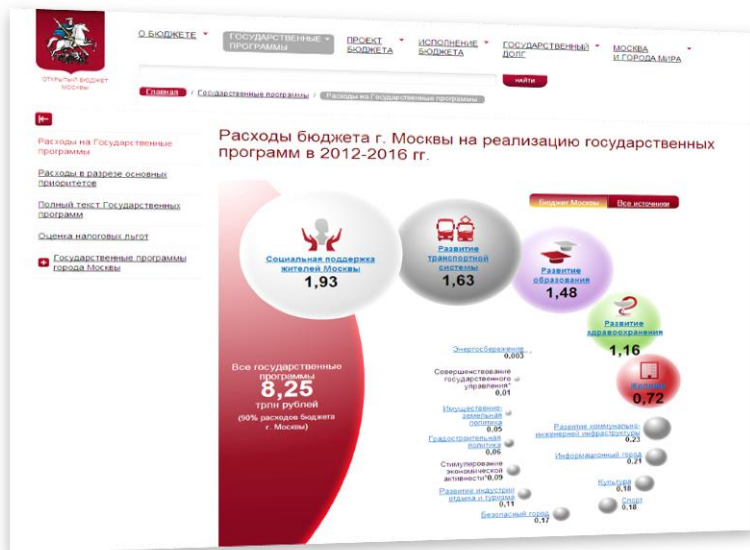 ОТКРЫТЫЙ БЮДЖЕТ
МОСКВЫ
О БЮДЖЕТЕ
ГОСУДАРСТВЕННЫЕ
ПРОГРАММЫ
ПРОЕКТ
БЮДЖЕТА
ИСПОЛНЕНИЕ
БЮДЖЕТА
ГОСУДАРСТВЕННЫЙ
ДОЛГ
МОСКВА
И ГОРОДА МИРА
НАЙТИ
Главная / Государственные программы / Расходы на Государственные программы
Расходы на Государственные
программы
Расходы в разрезе основных
приоритетов
Полный текст Государственных
программ
Оценка налоговых льгот
Государственные программы
города Москвы
Расходы бюджета г. Москвы на реализацию государственных
программ в 2012-2016 гг.
Бюджет Москвы
Все источники
Социальная поддержка
жителей Москвы
1,93
Развитие
транспортной
системы
1,63
Развитие
образования
1,48
Развитие
здравоохранения
1,16
Жилище
0,72
Все государственные
программы
8,25
трлн рублей
(90% расходов бюджета
г. Москвы)
Энергосбережение...
0,003
Совершенствование
государственного
управления*
0,01
Имущественно-
земельная
политика
0,05
Градостроительная
политика
0,06
Стимулирование
экономической
активности*0,09
Развитие индустрии
отдыха и туризма
0,11
Безопасный город
0,17
Развитие коммунально-
инженерной инфраструктуры
0,23
Информационный город
0,21
Культура
0,18
Спорт
0,18